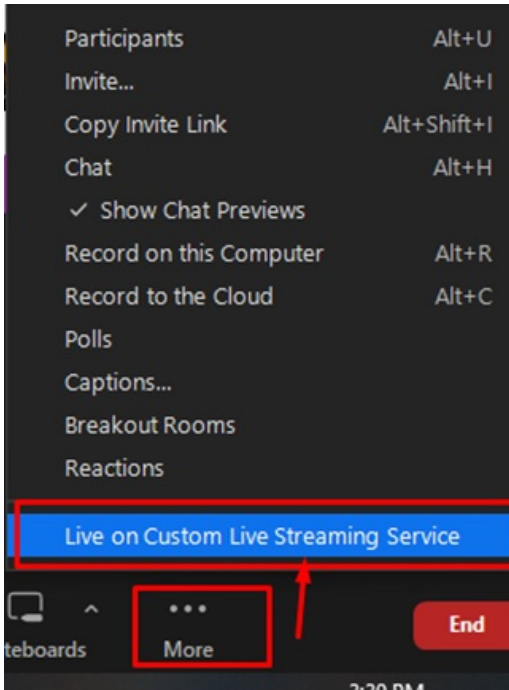 Participants Alt+U
Invite... Alt+I
Copy Invite Link Alt+Shift+I
Chat Alt+H
✓ Show Chat Previews
Record on this Computer Alt+R
Record to the Cloud Alt+C
Polls
Captions...
Breakout Rooms
Reactions
Live on Custom Live Streaming Service
teboards More End